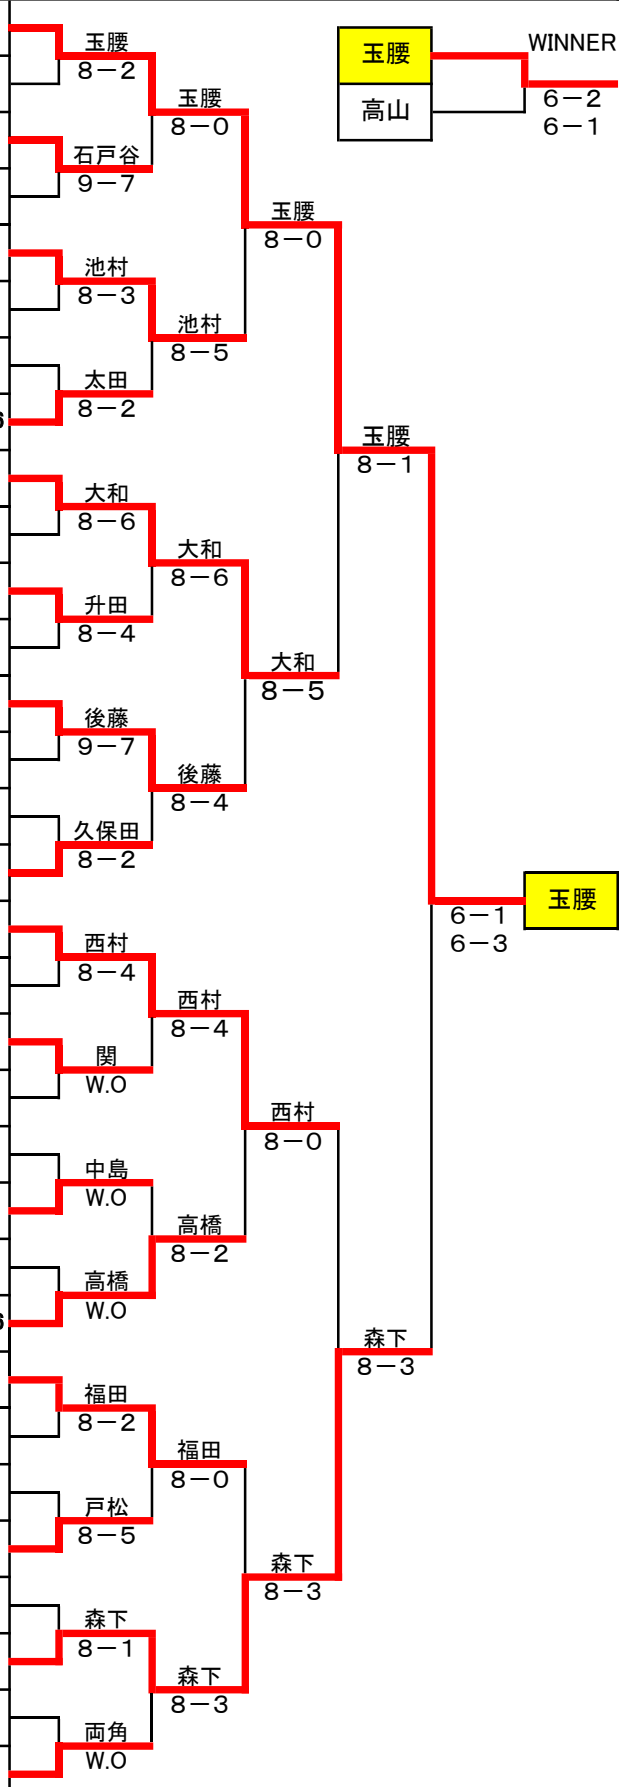 玉腰
WINNER
高山
6－2
6－1
玉腰
8－2
玉腰
8－0
石戸谷
9－7
玉腰
8－0
池村
8－3
池村
8－5
太田
8－2
玉腰
8－1
大和
8－6
大和
8－6
升田
8－4
大和
8－5
後藤
9－7
後藤
8－4
久保田
8－2
玉腰
6－1
6－3
西村
8－4
西村
8－4
関
W.O
西村
8－0
中島
W.O
高橋
8－2
高橋
W.O
森下
8－3
福田
8－2
福田
8－0
戸松
8－5
森下
8－3
森下
8－1
森下
8－3
両角
W.O